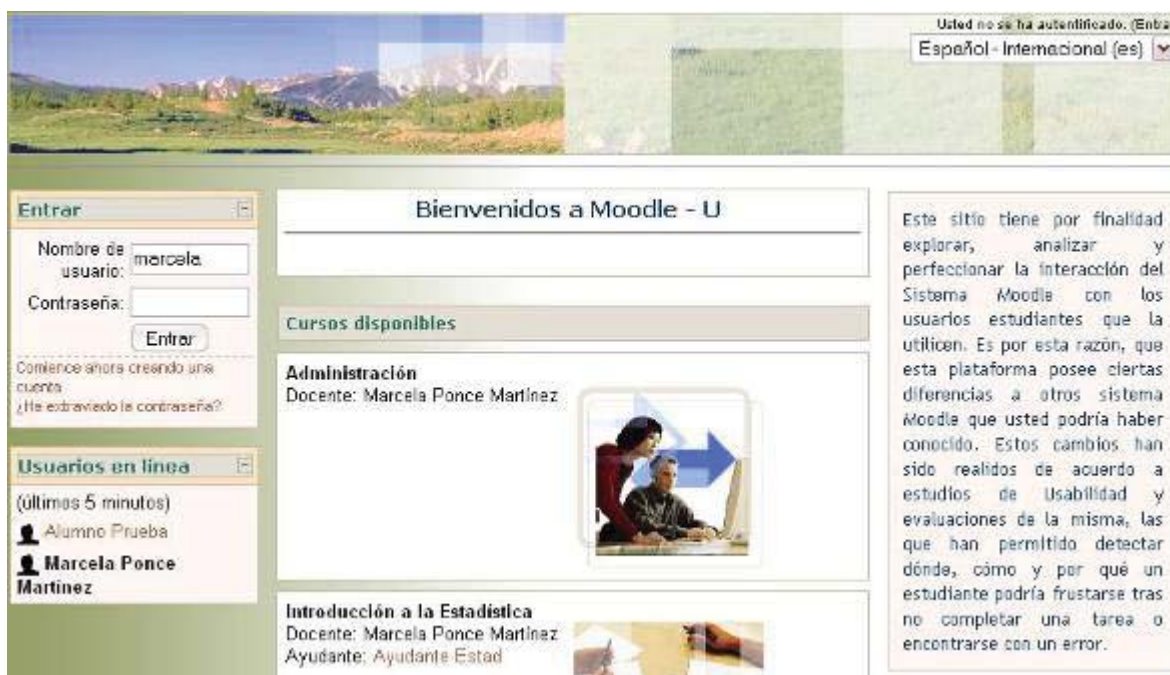 Usted no se ha autentificado. (Entra
Español - Internacional (es)
Entrar
Nombre de
usuario:
marcela
Contraseña:
Entrar
Comience ahora creando una
cuenta
¿Ha extraviado la contraseña?
Usuarios en línea
(últimos 5 minutos)
Alumno Prueba
Marcela Ponce
Martínez
Bienvenidos a Moodle - U
Cursos disponibles
Administración
Docente: Marcela Ponce Martínez
Introducción a la Estadística
Docente: Marcela Ponce Martínez
Ayudante: Ayudante Estad
Este sitio tiene por finalidad
explorar, analizar y
perfeccionar la interacción del
Sistema Moodle con los
usuarios estudiantes que la
utilicen. Es por esta razón, que
esta plataforma posee ciertas
diferencias a otros sistema
Moodle que usted podría haber
conocido. Estos cambios han
sido realidos de acuerdo a
estudios de Usabilidad y
evaluaciones de la misma, las
que han permitido detectar
dónde, cómo y por qué un
estudiante podría frustarse tras
no completar una tarea o
encontrarse con un error.